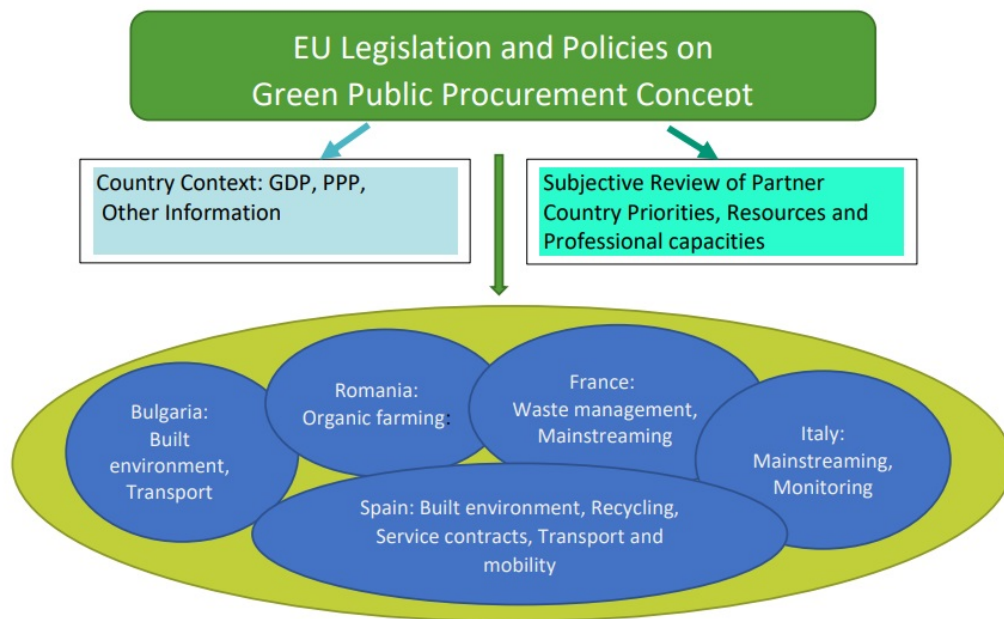 EU Legislation and Policies on
Green Public Procurement Concept
Country Context: GDP, PPP,
Other Information
Subjective Review of Partner
Country Priorities, Resources and
Professional capacities
Bulgaria:
Built
environment,
Transport
Romania:
Organic farming:
France:
Waste management,
Mainstreaming
Italy:
Mainstreaming,
Monitoring
Spain: Built environment, Recycling,
Service contracts, Transport and
mobility